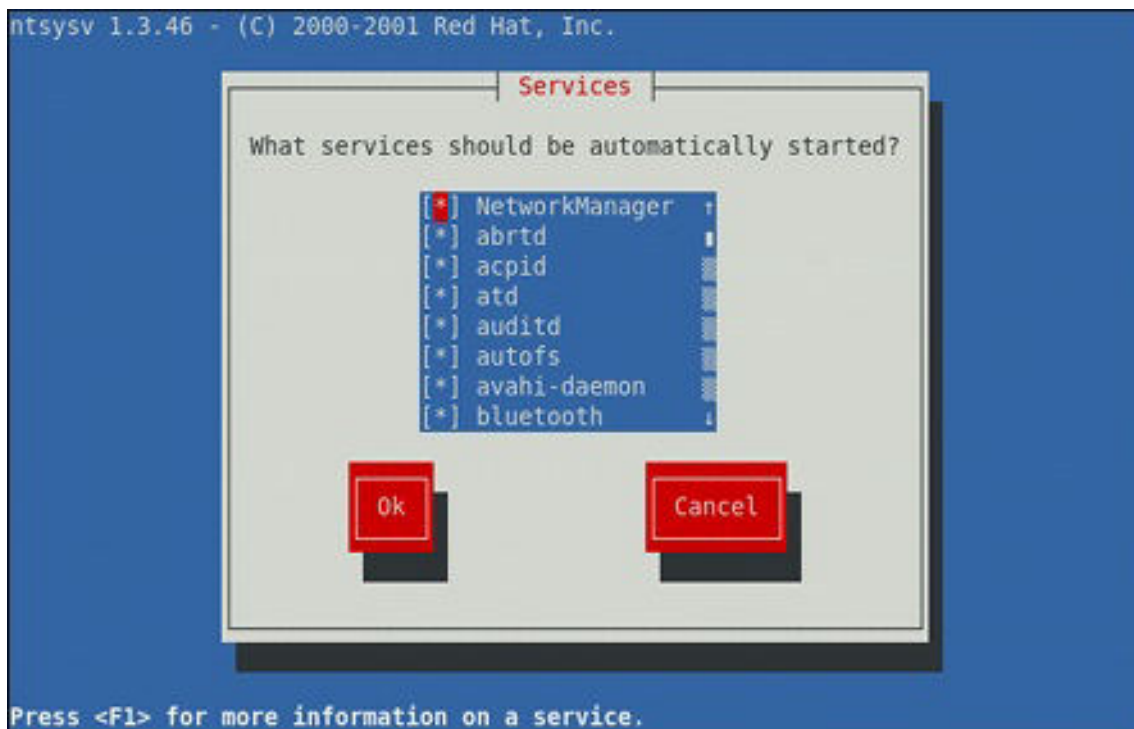 ntsysv 1.3.46 - (C) 2000-2001 Red Hat, Inc.
Services
What services should be automatically started?
[*] NetworkManager ↑
[*] abrtd
[*] acpid
[*] atd
[*] auditd
[*] autofs
[*] avahi-daemon
[*] bluetooth ↓
Ok Cancel
Press <F1> for more information on a service.